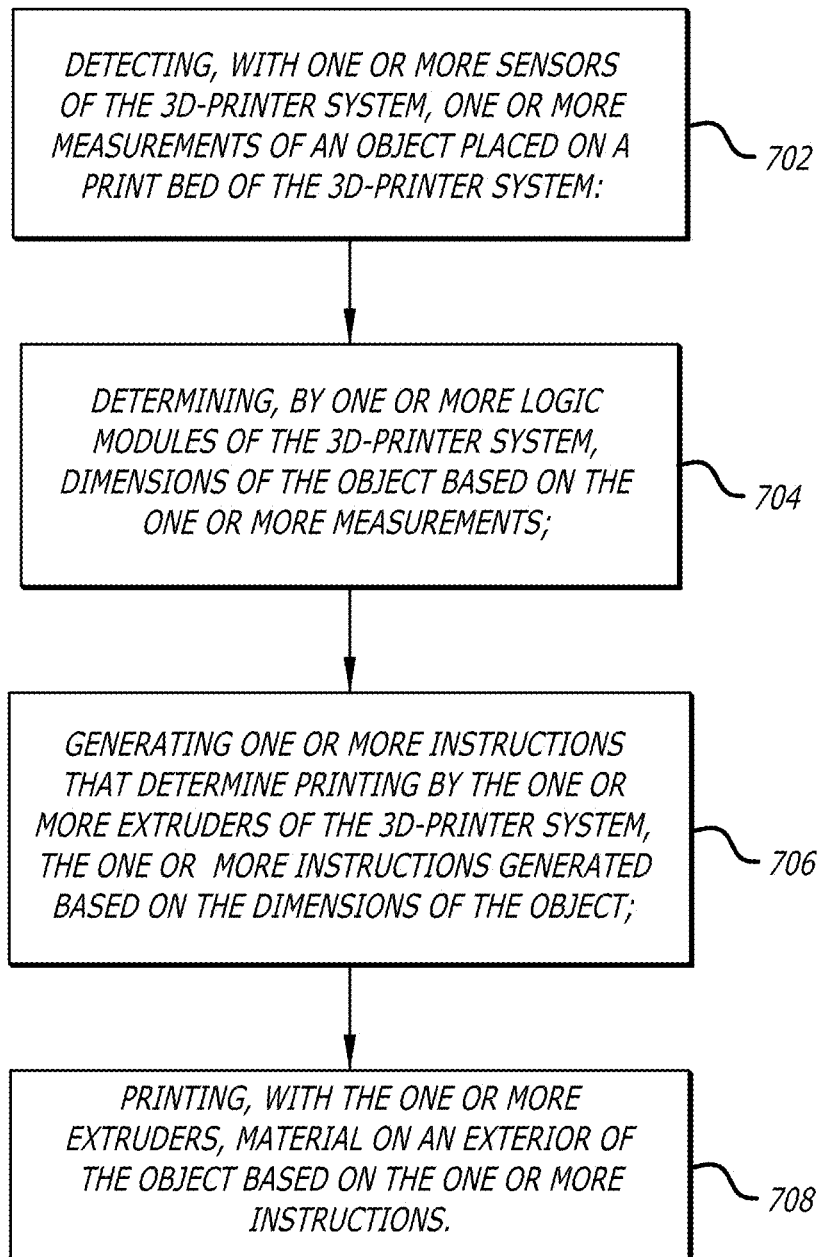 DETECTING, WITH ONE OR MORE SENSORS
OF THE 3D-PRINTER SYSTEM, ONE OR MORE
MEASUREMENTS OF AN OBJECT PLACED ON A
PRINT BED OF THE 3D-PRINTER SYSTEM:
702
DETERMINING, BY ONE OR MORE LOGIC
MODULES OF THE 3D-PRINTER SYSTEM,
DIMENSIONS OF THE OBJECT BASED ON THE
ONE OR MORE MEASUREMENTS;
704
GENERATING ONE OR MORE INSTRUCTIONS
THAT DETERMINE PRINTING BY THE ONE OR
MORE EXTRUDERS OF THE 3D-PRINTER SYSTEM,
THE ONE OR MORE INSTRUCTIONS GENERATED
BASED ON THE DIMENSIONS OF THE OBJECT;
706
PRINTING, WITH THE ONE OR MORE
EXTRUDERS, MATERIAL ON AN EXTERIOR OF
THE OBJECT BASED ON THE ONE OR MORE
INSTRUCTIONS.
708